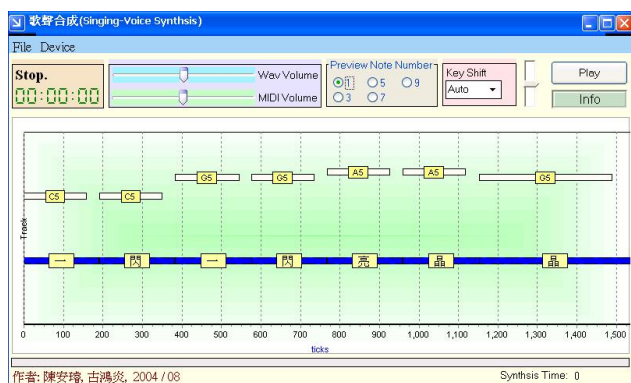 歌聲合成(Singing-Voice Synthsis)
File Device
Stop.
00:00:00
Wav Volume
MIDI Volume
Preview Note Number
1 5 9
3 7
Key Shift
Auto
Play
Info
C5 C5 G5 G5 A5 A5 G5
Track
一 閃 一 閃 亮 晶 晶
0 100 200 300 400 500 600 700 800 900 1,000 1,100 1,200 1,300 1,400 1,500
ticks
作者: 陳安璿, 古鴻炎, 2004 / 08
Synthsis Time: 0